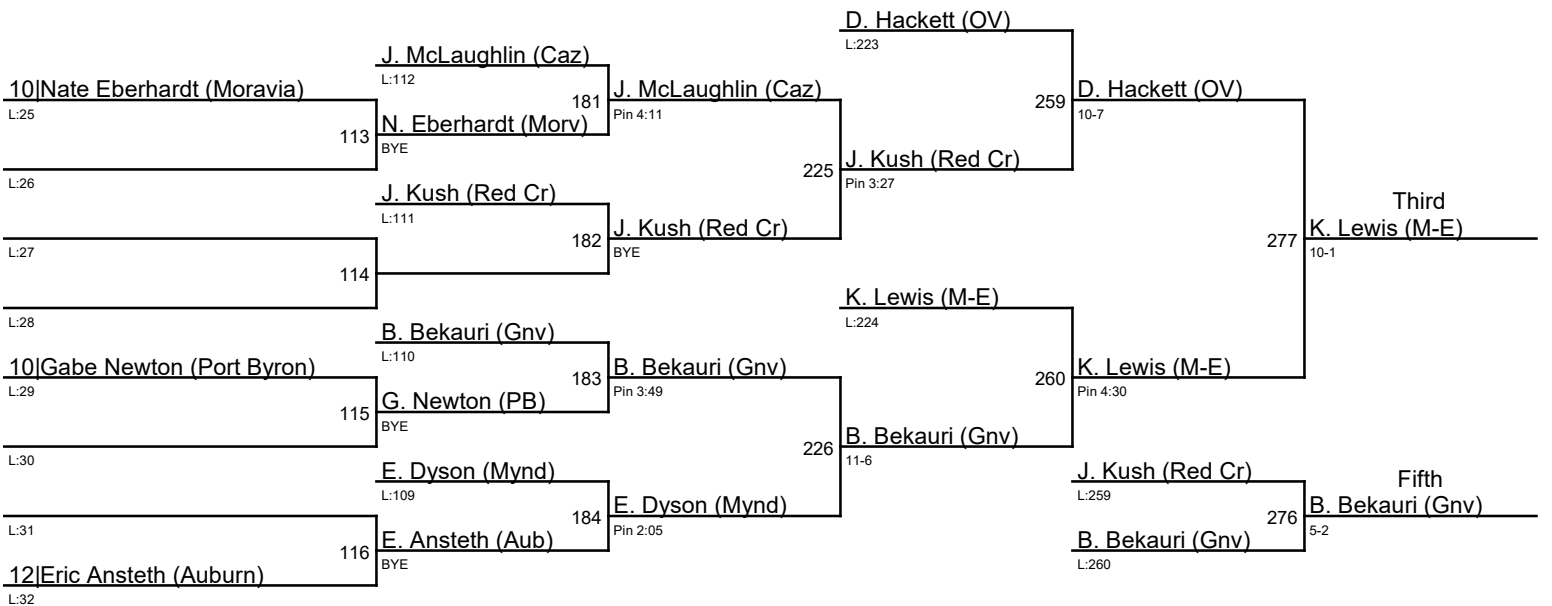 D. Hackett (OV)
L:223
J. McLaughlin (Caz)
L:112
10|Nate Eberhardt (Moravia)
L:25
181
J. McLaughlin (Caz)
Pin 4:11
259
D. Hackett (OV)
10-7
113
N. Eberhardt (Morv)
BYE
L:26
225
J. Kush (Red Cr)
Pin 3:27
J. Kush (Red Cr)
L:111
Third
182
J. Kush (Red Cr)
BYE
277
K. Lewis (M-E)
10-1
L:27
114
K. Lewis (M-E)
L:224
L:28
B. Bekauri (Gnv)
L:110
10|Gabe Newton (Port Byron)
L:29
183
B. Bekauri (Gnv)
Pin 3:49
260
K. Lewis (M-E)
Pin 4:30
115
G. Newton (PB)
BYE
L:30
226
B. Bekauri (Gnv)
11-6
E. Dyson (Mynd)
L:109
J. Kush (Red Cr)
L:259
Fifth
L:31
184
E. Dyson (Mynd)
Pin 2:05
276
B. Bekauri (Gnv)
5-2
116
E. Ansteth (Aub)
BYE
B. Bekauri (Gnv)
L:260
12|Eric Ansteth (Auburn)
L:32